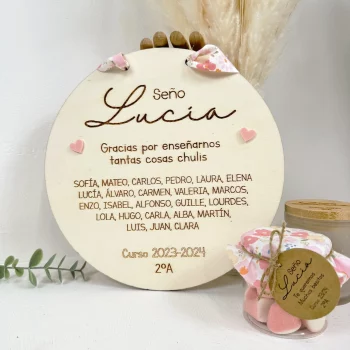 Seño
Lucía
Gracias por enseñarnos
tantas cosas chulis
SOFÍA, MATEO, CARLOS, PEDRO, LAURA, ELENA
LUCÍA, ÁLVARO, CARMEN, VALERIA, MARCOS,
ENZO, ISABEL, ALFONSO, GUILLE, LOURDES,
LOLA, HUGO, CARLA, ALBA, MARTÍN,
LUIS, JUAN, CLARA
Curso 2023-2024
2ºA
Seño
Lucía
Te queremos